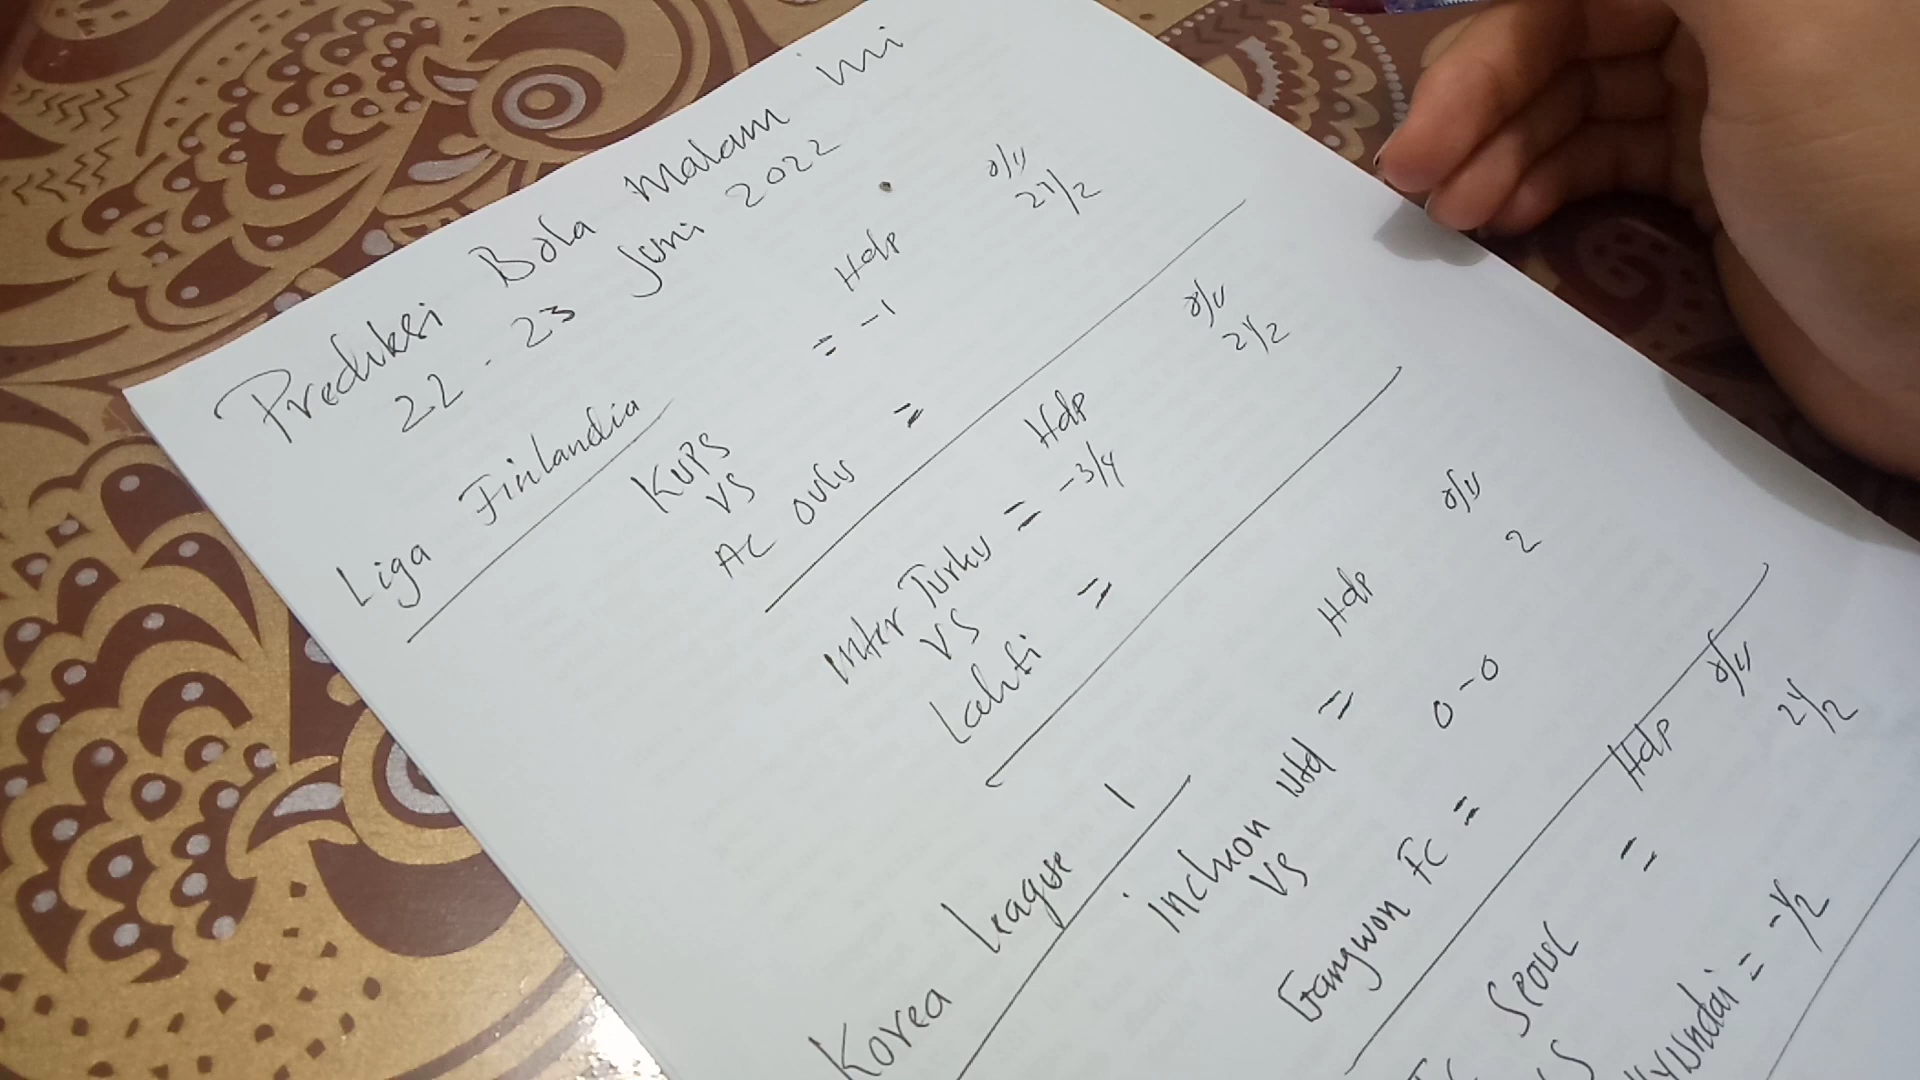 Prediksi Bola Malam ini
22 - 23 Juni 2022
Liga Finlandia
Hdp o/u
KUPS = -1 2 1/2
VS
AC OULU =
Hdp o/u
Inter Turku = -3/4 2 1/2
VS
Lahti =
Korea League 1
Hdp o/u
incheon Utd = 2
VS 0-0
Gangwon FC =
Hdp o/u
FC Seoul = 2 1/2
VS
Hyundai = -1/2